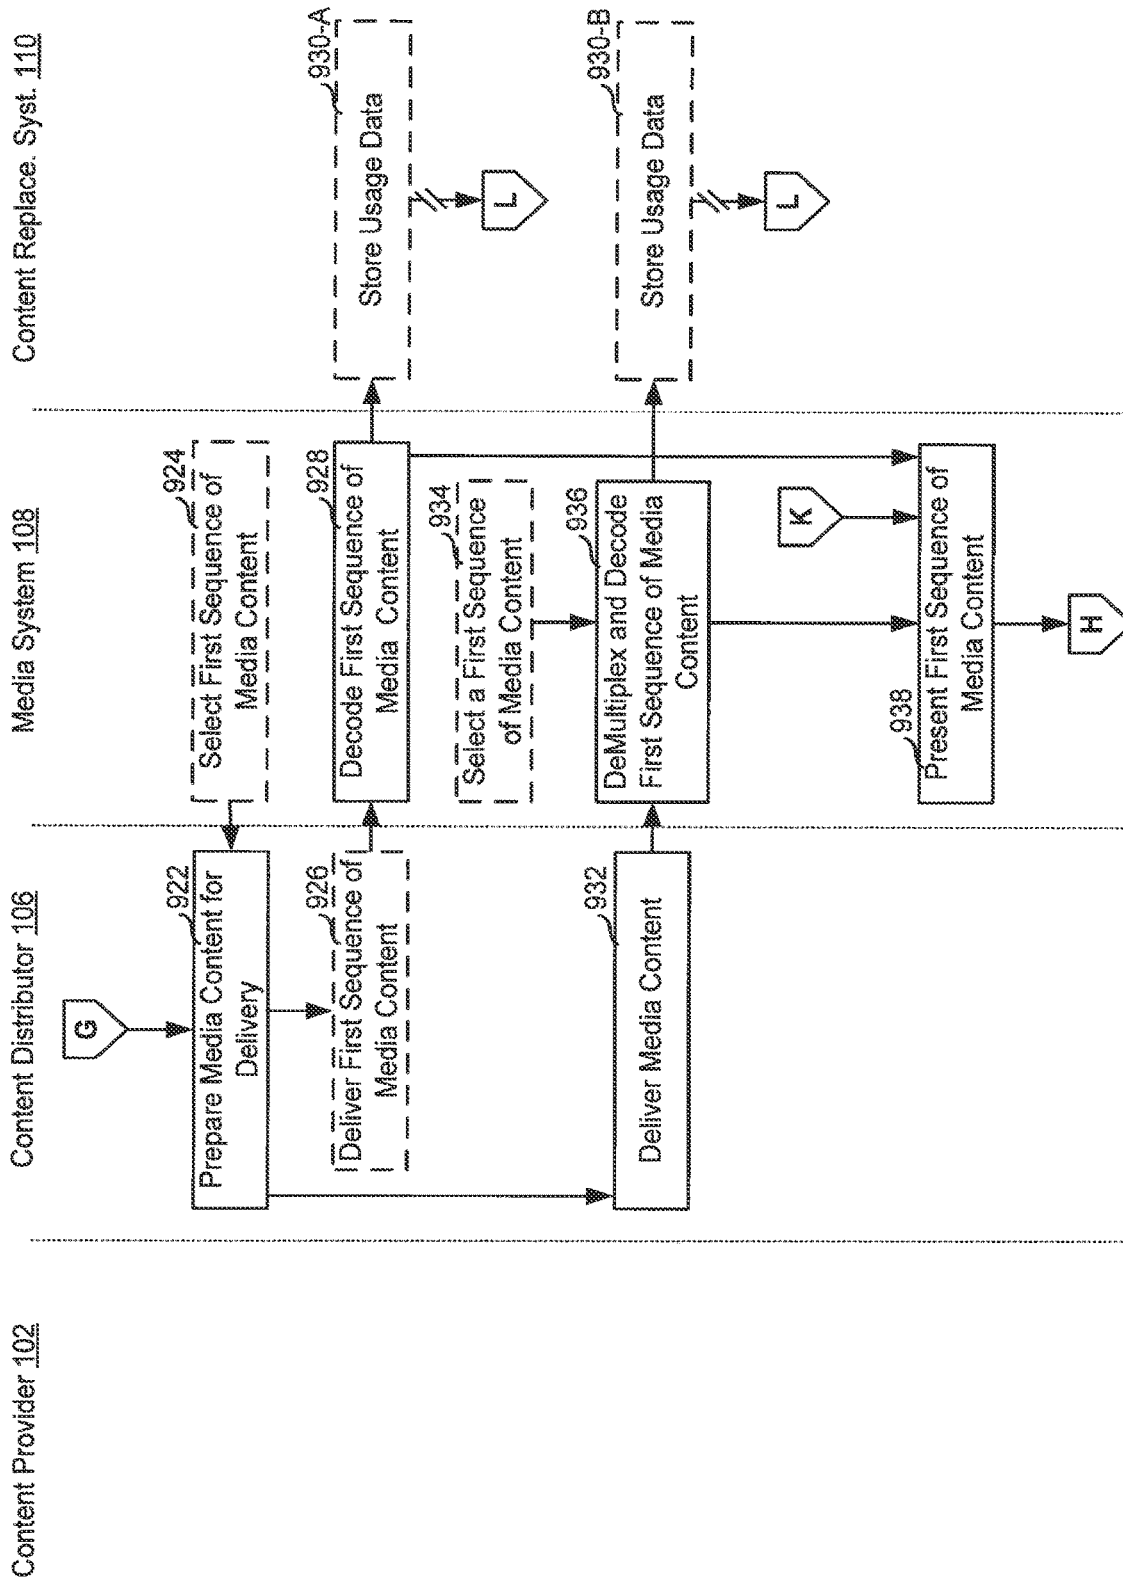 Content Provider 102
Content Distributor 106
Media System 108
Content Replace. Syst. 110
G
922
Prepare Media Content for
Delivery
924
Select First Sequence of
Media Content
926
Deliver First Sequence of
Media Content
928
Decode First Sequence of
Media Content
930-A
Store Usage Data
L
934
Select a First Sequence
of Media Content
932
Deliver Media Content
936
DeMultiplex and Decode
First Sequence of Media
Content
930-B
Store Usage Data
L
K
938
Present First Sequence of
Media Content
H